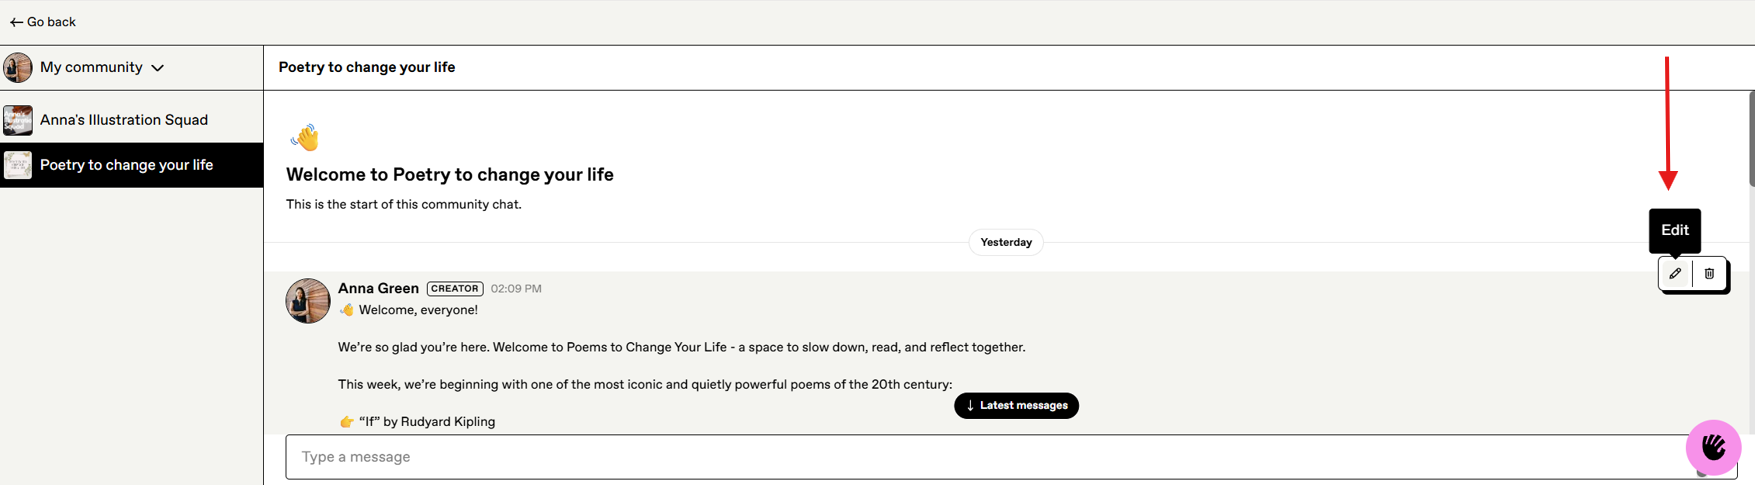 ← Go back
My community
Poetry to change your life
Anna's Illustration Squad
Poetry to change your life
👋
Welcome to Poetry to change your life
This is the start of this community chat.
Yesterday
Edit
Anna Green CREATOR 02:09 PM
👋 Welcome, everyone!
We’re so glad you’re here. Welcome to Poems to Change Your Life - a space to slow down, read, and reflect together.
This week, we’re beginning with one of the most iconic and quietly powerful poems of the 20th century:
↓ Latest messages
👉 “If” by Rudyard Kipling
Type a message